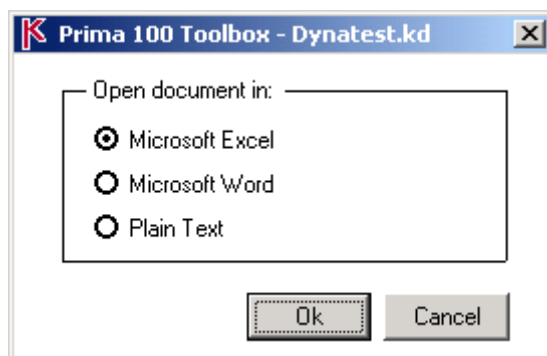 Prima 100 Toolbox - Dynatest.kd
Open document in:
Microsoft Excel
Microsoft Word
Plain Text
Ok Cancel